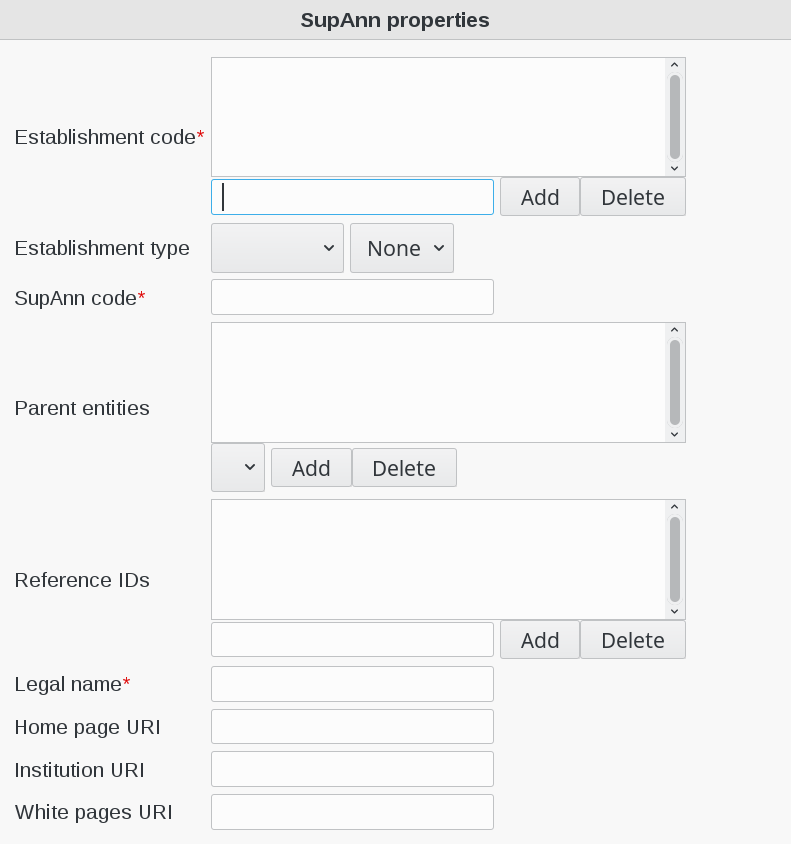 SupAnn properties
Establishment code*
Add Delete
Establishment type None
SupAnn code*
Parent entities
Add Delete
Reference IDs
Add Delete
Legal name*
Home page URI
Institution URI
White pages URI